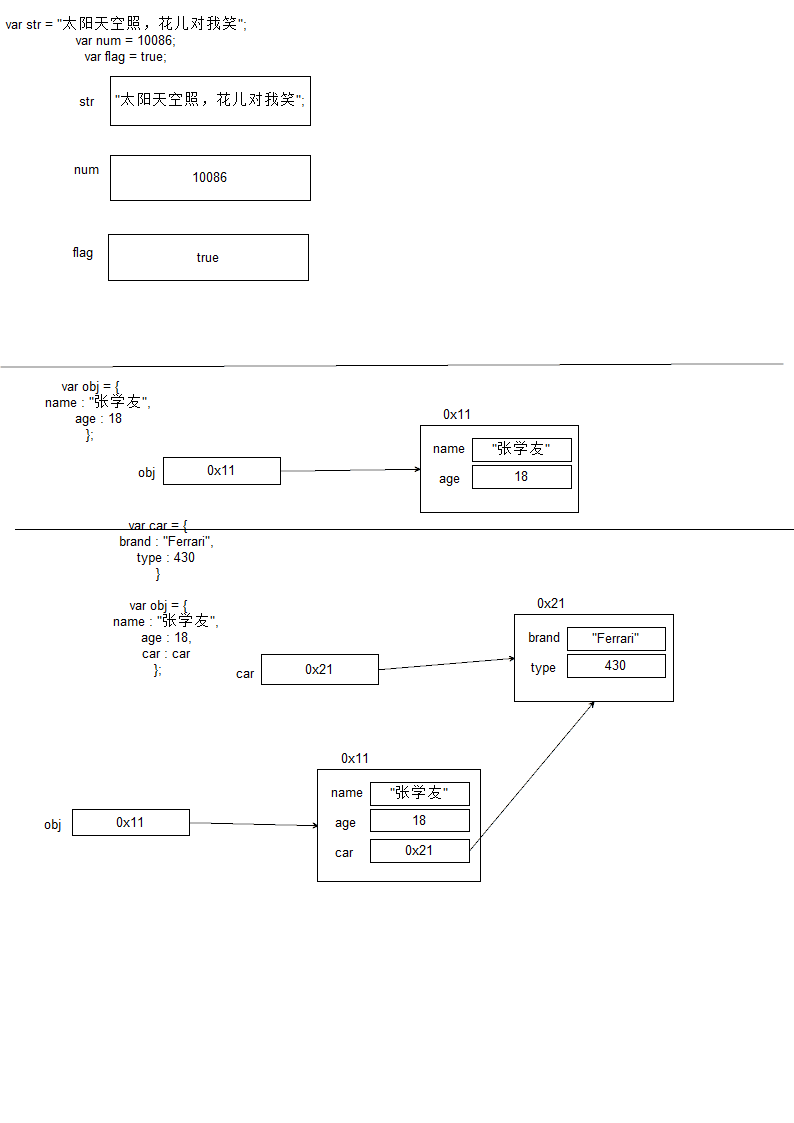 var str = "太阳天空照，花儿对我笑";
var num = 10086;
var flag = true;
str
"太阳天空照，花儿对我笑";
num
10086
flag
true
var obj = {
name : "张学友",
age : 18
};
obj
0x11
0x11
name
"张学友"
age
18
var car = {
brand : "Ferrari",
type : 430
}
var obj = {
name : "张学友",
age : 18,
car : car
};
car
0x21
0x21
brand
"Ferrari"
type
430
obj
0x11
0x11
name
"张学友"
age
18
car
0x21